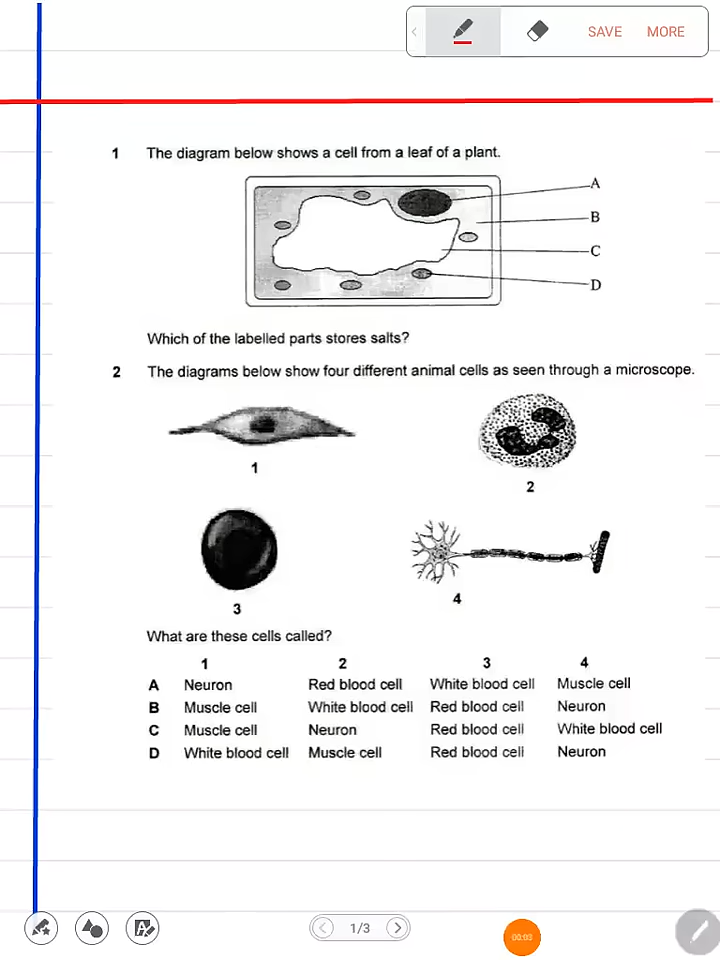 SAVE MORE
1 The diagram below shows a cell from a leaf of a plant.
A
B
C
D
Which of the labelled parts stores salts?
2 The diagrams below show four different animal cells as seen through a microscope.
1
2
3
4
What are these cells called?
1 2 3 4
A Neuron Red blood cell White blood cell Muscle cell
B Muscle cell White blood cell Red blood cell Neuron
C Muscle cell Neuron Red blood cell White blood cell
D White blood cell Muscle cell Red blood cell Neuron
1/3
00:03